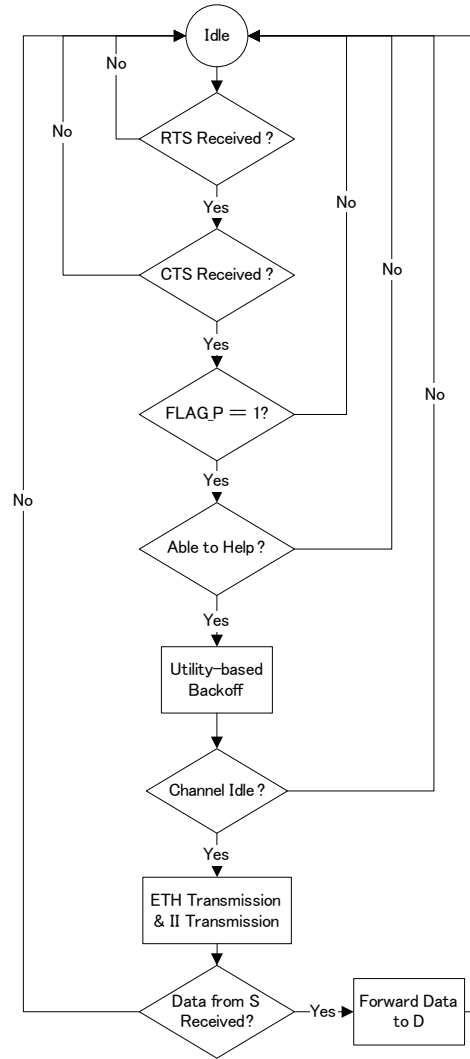 Idle
No
RTS Received ?
No
Yes
No
CTS Received ?
No
Yes
No
FLAG_P == 1?
Yes
No
Able to Help ?
Yes
Utility-based
Backoff
Channel Idle ?
Yes
ETH Transmission
& II Transmission
Data from S
Received?
Yes
Forward Data
to D